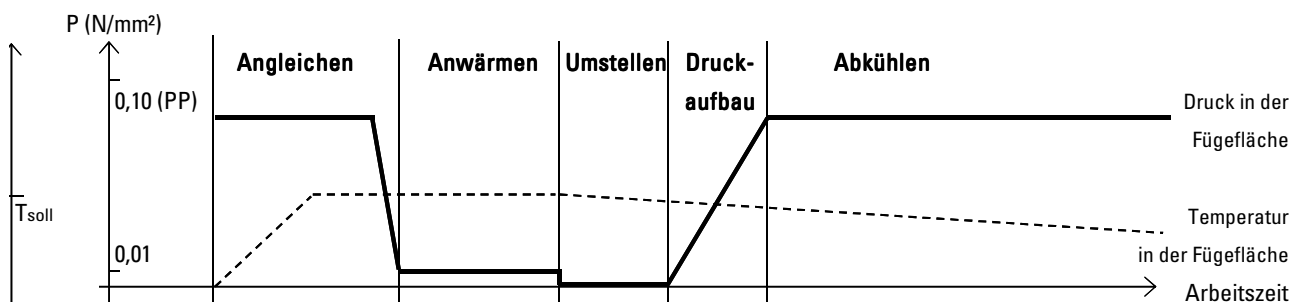 P (N/mm²)
Angleichen
Anwärmen
Umstellen
Druck-
aufbau
Abkühlen
0,10 (PP)
Druck in der
Fügefläche
Tsoll
Temperatur
in der Fügefläche
0,01
Arbeitszeit